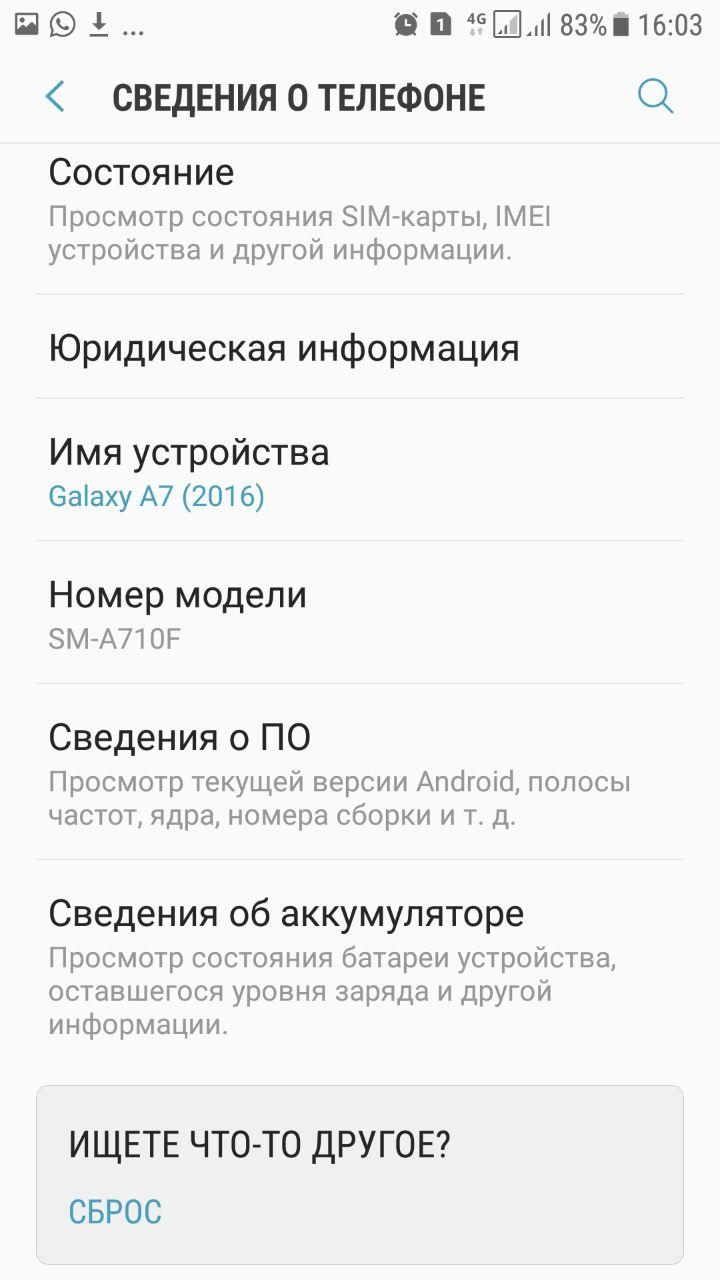 ... 1 4G 83% 16:03
СВЕДЕНИЯ О ТЕЛЕФОНЕ
Состояние
Просмотр состояния SIM-карты, IMEI
устройства и другой информации.
Юридическая информация
Имя устройства
Galaxy A7 (2016)
Номер модели
SM-A710F
Сведения о ПО
Просмотр текущей версии Android, полосы
частот, ядра, номера сборки и т. д.
Сведения об аккумуляторе
Просмотр состояния батареи устройства,
оставшегося уровня заряда и другой
информации.
ИЩЕТЕ ЧТО-ТО ДРУГОЕ?
СБРОС